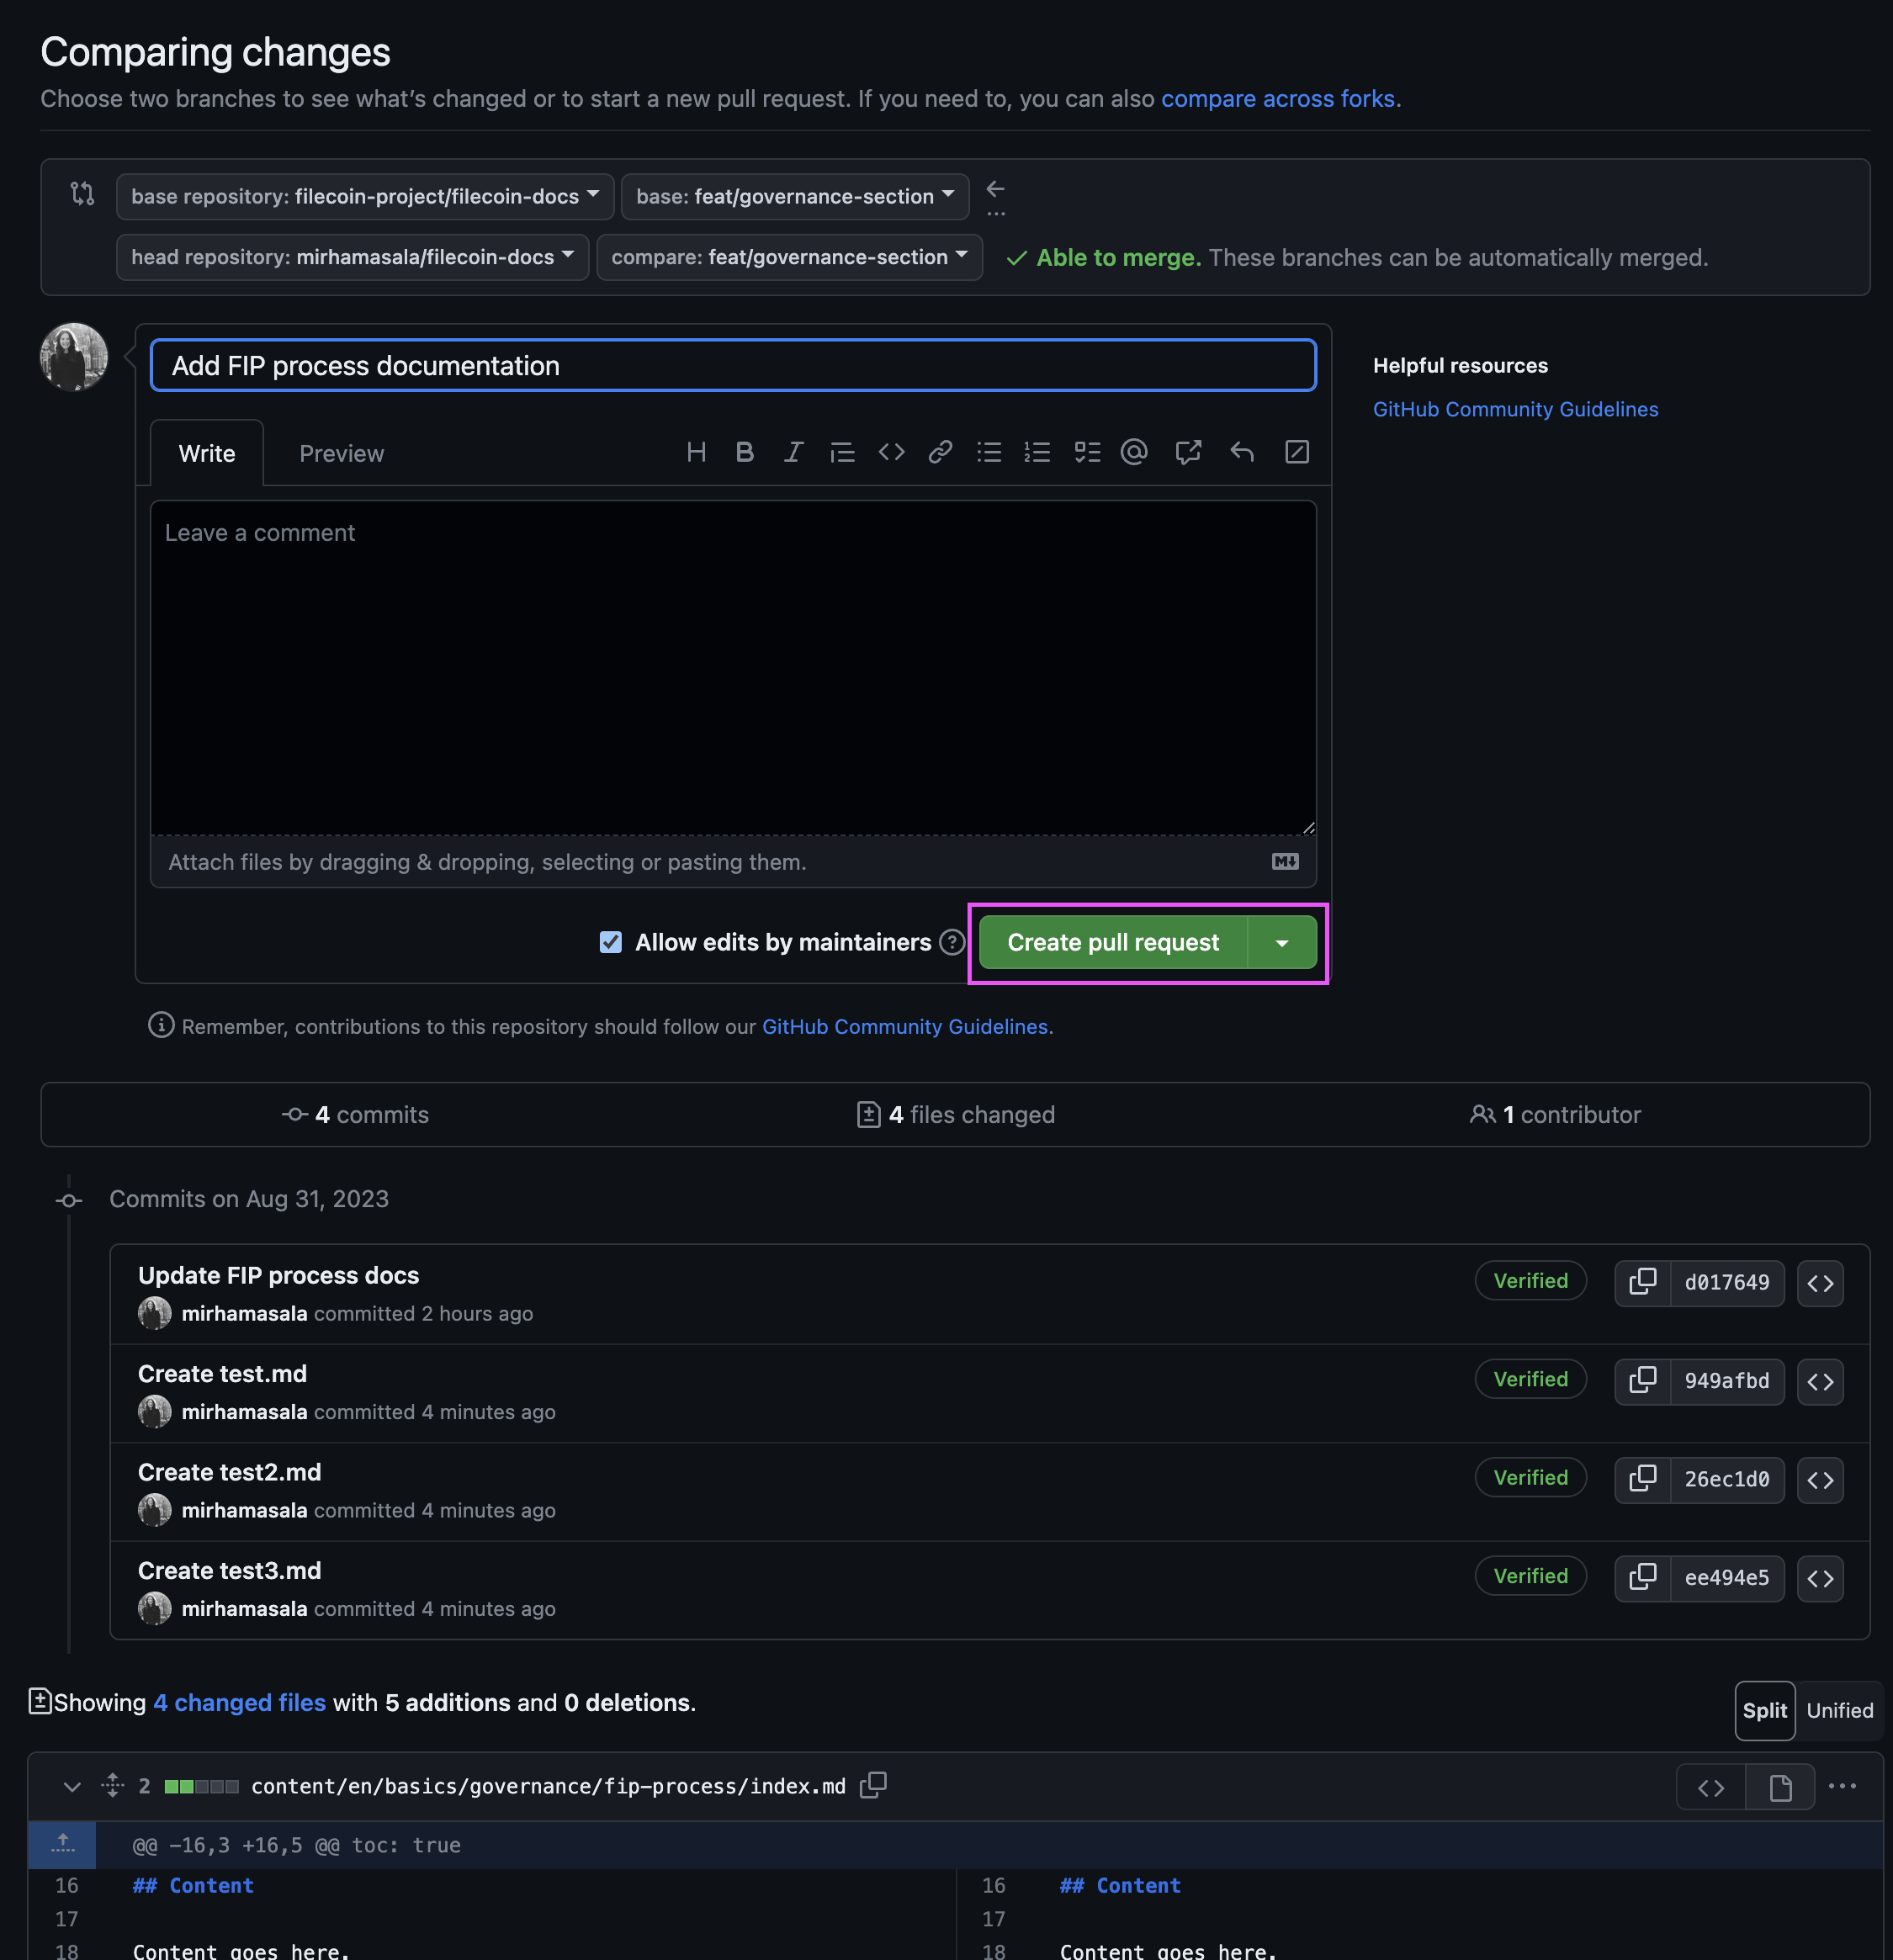 Comparing changes
Choose two branches to see what’s changed or to start a new pull request. If you need to, you can also compare across forks.
base repository: filecoin-project/filecoin-docs base: feat/governance-section
head repository: mirhamasala/filecoin-docs compare: feat/governance-section Able to merge. These branches can be automatically merged.
Add FIP process documentation
Helpful resources
GitHub Community Guidelines
Write Preview
Leave a comment
Attach files by dragging & dropping, selecting or pasting them.
Allow edits by maintainers Create pull request
Remember, contributions to this repository should follow our GitHub Community Guidelines.
4 commits 4 files changed 1 contributor
Commits on Aug 31, 2023
Update FIP process docs
Verified d017649
mirhamasala committed 2 hours ago
Create test.md
Verified 949afbd
mirhamasala committed 4 minutes ago
Create test2.md
Verified 26ec1d0
mirhamasala committed 4 minutes ago
Create test3.md
Verified ee494e5
mirhamasala committed 4 minutes ago
Showing 4 changed files with 5 additions and 0 deletions.
Split Unified
2 content/en/basics/governance/fip-process/index.md
@@ -16,3 +16,5 @@ toc: true
16 ## Content 16 ## Content
17 17
18 Content goes here. 18 Content goes here.